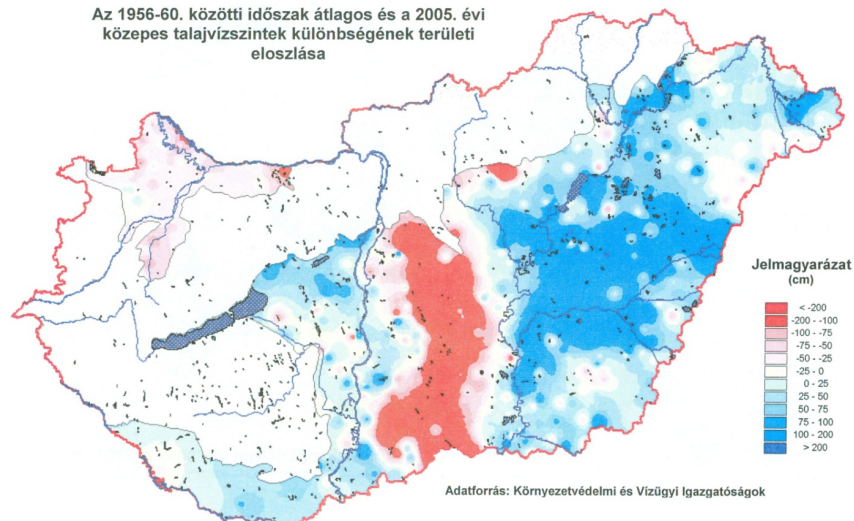 Az 1956-60. közötti időszak átlagos és a 2005. évi
közepes talajvízszintek különbségének területi
eloszlása
Jelmagyarázat
(cm)
< -200
-200 - -100
-100 - -75
-75 - -50
-50 - -25
-25 - 0
0 - 25
25 - 50
50 - 75
75 - 100
100 - 200
> 200
Adatforrás: Környezetvédelmi és Vízügyi Igazgatóságok